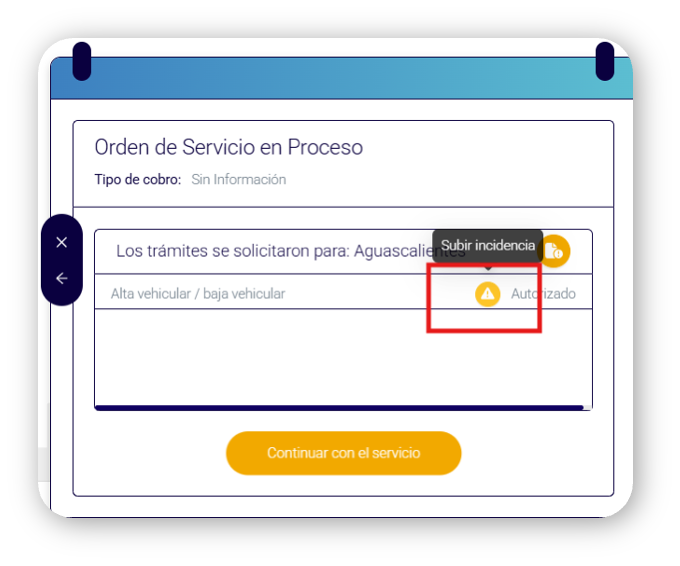 Orden de Servicio en Proceso
Tipo de cobro: Sin Información
Subir incidencia
Los trámites se solicitaron para: Aguascalientes
Alta vehicular / baja vehicular Autorizado
Continuar con el servicio